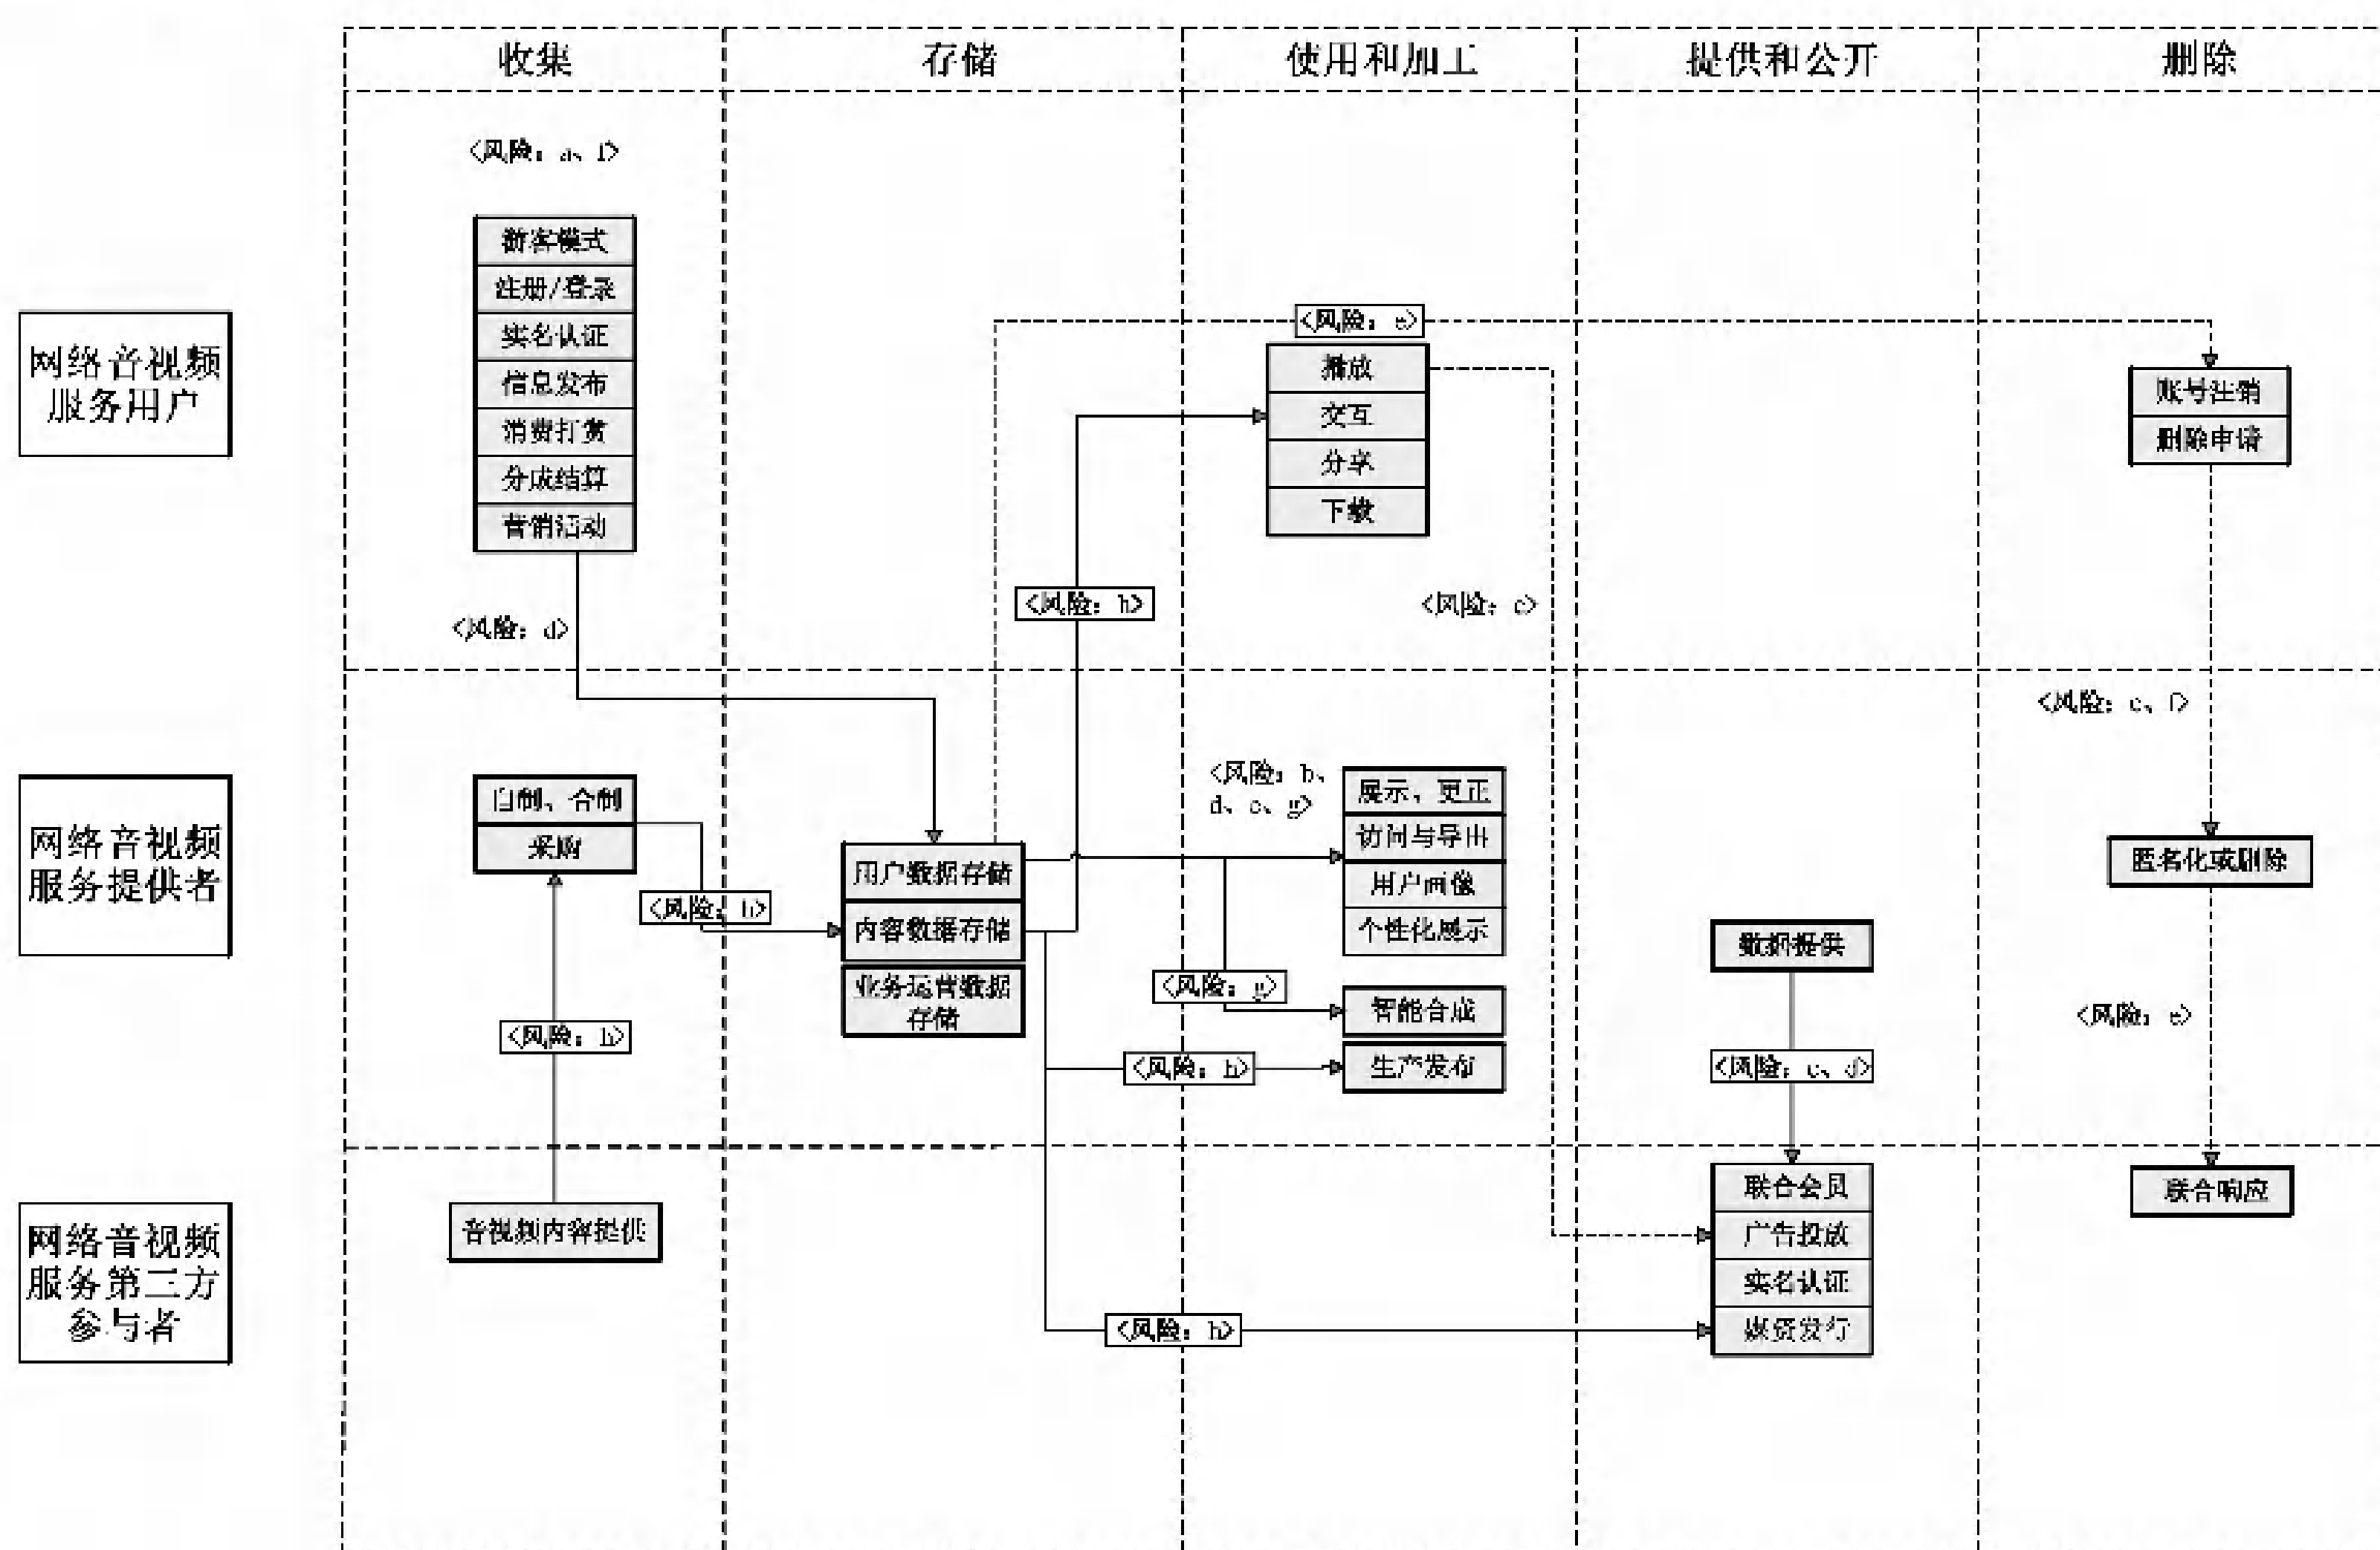 收集
存储
使用和加工
提供和公开
删除
<风险：a、f>
游客模式
注册/登录
实名认证
信息发布
消费打赏
分成结算
营销活动
网络音视频
服务用户
<风险：e>
播放
交互
分享
下载
账号注销
删除申请
<风险：d>
<风险：h>
<风险：c>
<风险：e、f>
网络音视频
服务提供者
自制、合制
采购
<风险：h>
<风险：h>
用户数据存储
内容数据存储
业务运营数据
存储
<风险：b、
d、e、g>
展示、更正
访问与导出
用户画像
个性化展示
<风险：g>
智能合成
<风险：h>
生产发布
数据提供
<风险：c、d>
匿名化或删除
<风险：e>
网络音视频
服务第三方
参与者
音视频内容提供
<风险：h>
联合会员
广告投放
实名认证
媒资发行
联合响应